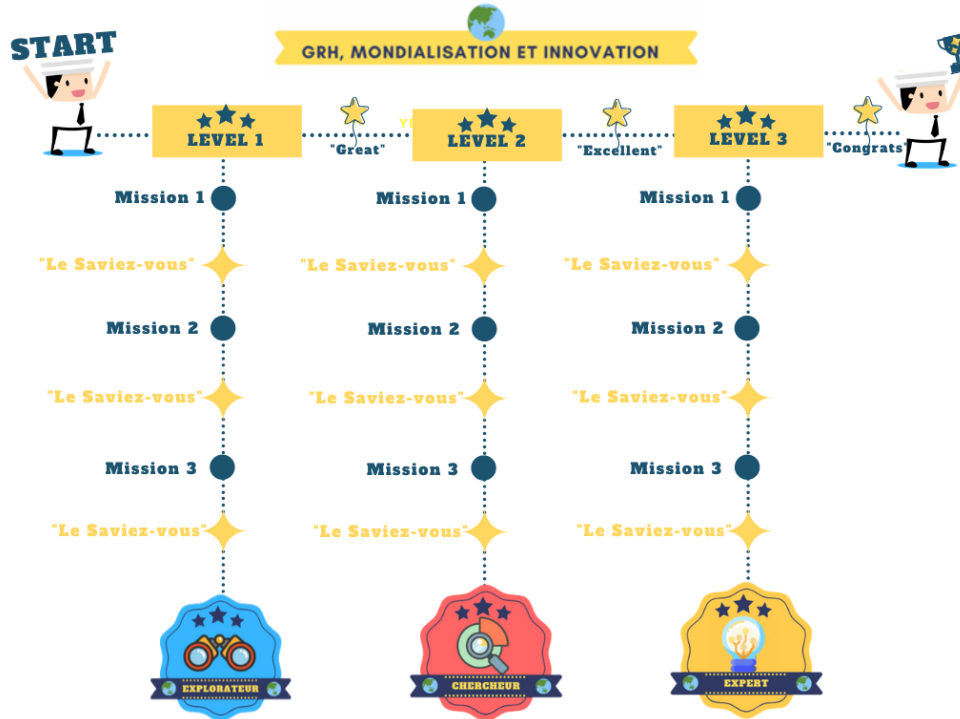 START
GRH, MONDIALISATION ET INNOVATION
LEVEL 1
"Great"
LEVEL 2
"Excellent"
LEVEL 3
"Congrats"
Mission 1
Mission 1
Mission 1
"Le Saviez-vous"
"Le Saviez-vous"
"Le Saviez-vous"
Mission 2
Mission 2
Mission 2
"Le Saviez-vous"
"Le Saviez-vous"
"Le Saviez-vous"
Mission 3
Mission 3
Mission 3
"Le Saviez-vous"
"Le Saviez-vous"
"Le Saviez-vous"
EXPLORATEUR
CHERCHEUR
EXPERT